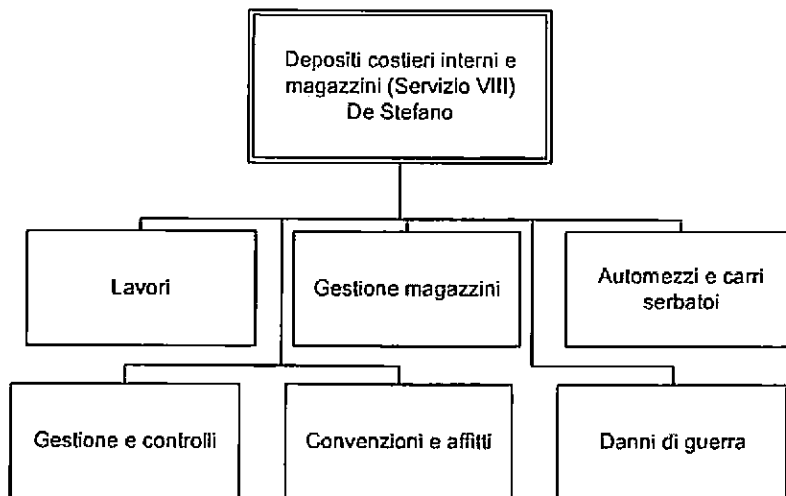 Depositi costieri interni e
magazzini (Servizio VIII)
De Stefano
Lavori
Gestione magazzini
Automezzi e carri
serbatoi
Gestione e controlli
Convenzioni e affitti
Danni di guerra